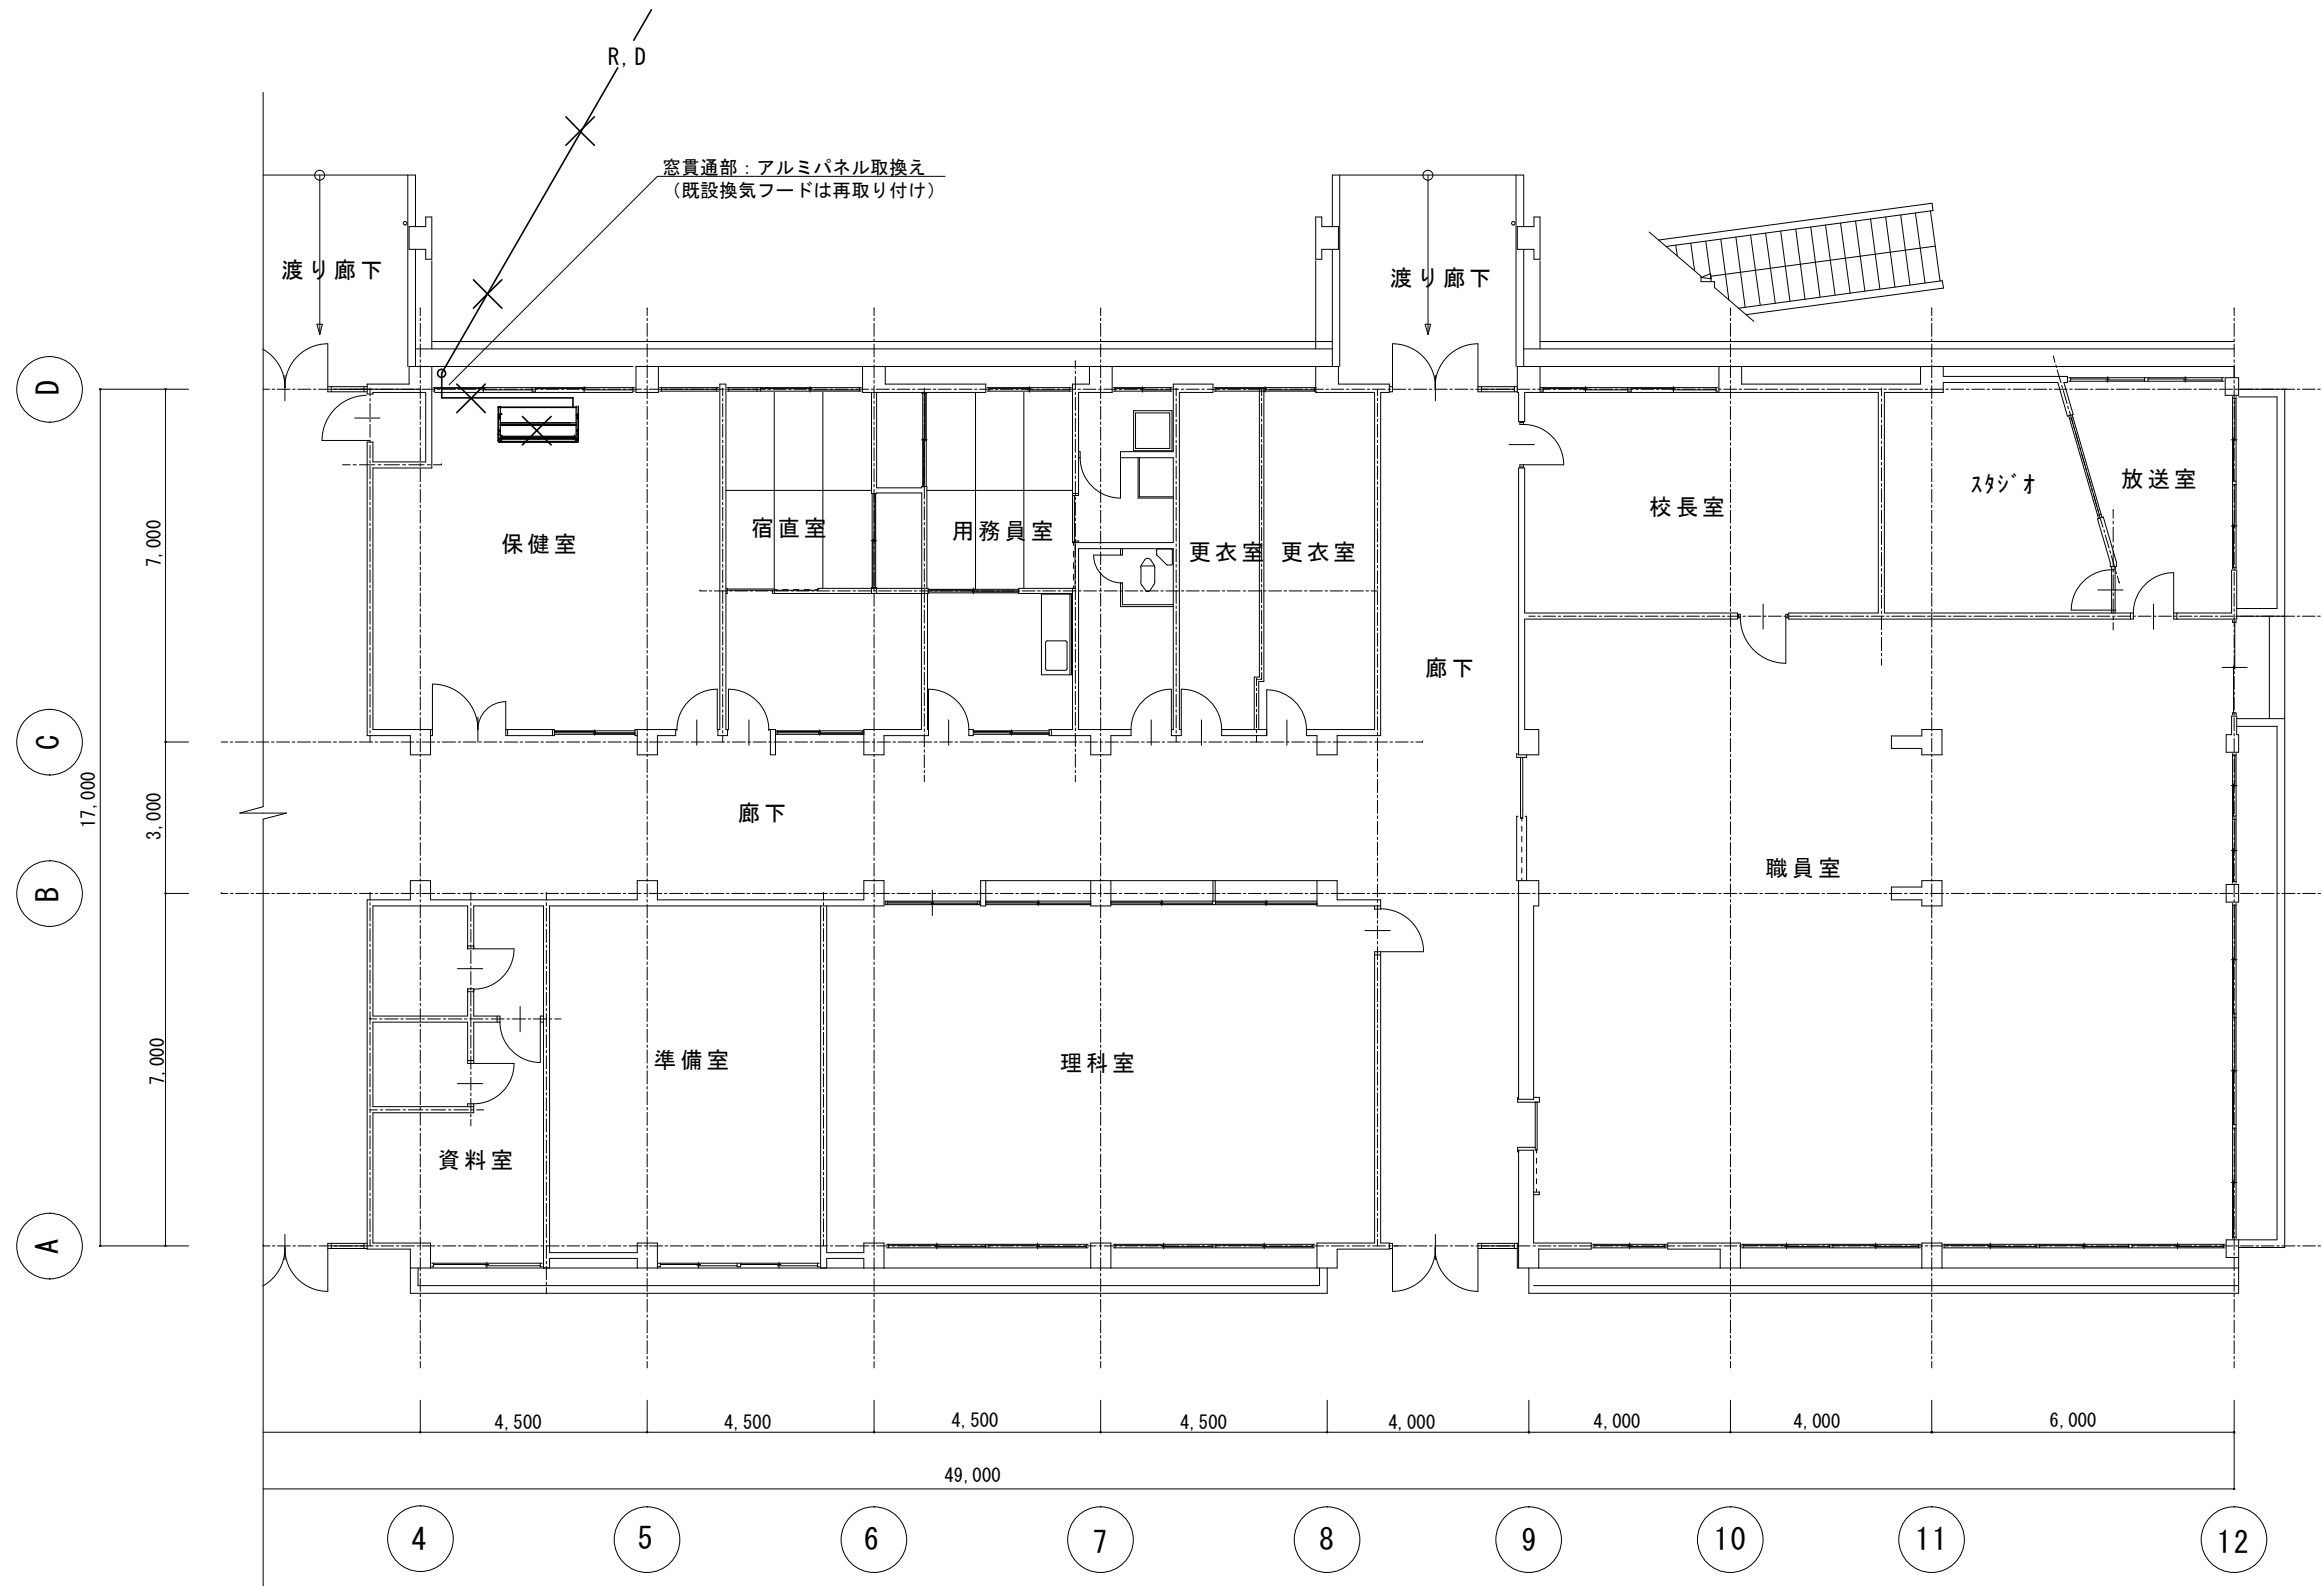 R,D
窓貫通部：アルミパネル取換え
（既設換気フードは再取り付け）
渡り廊下
渡り廊下
D
保健室
宿直室
用務員室
更衣室
更衣室
校長室
ｽﾀｼﾞｵ
放送室
7,000
廊下
C
17,000
3,000
廊下
職員室
B
7,000
準備室
理科室
資料室
A
4,500
4,500
4,500
4,500
4,000
4,000
4,000
6,000
49,000
4
5
6
7
8
9
10
11
12